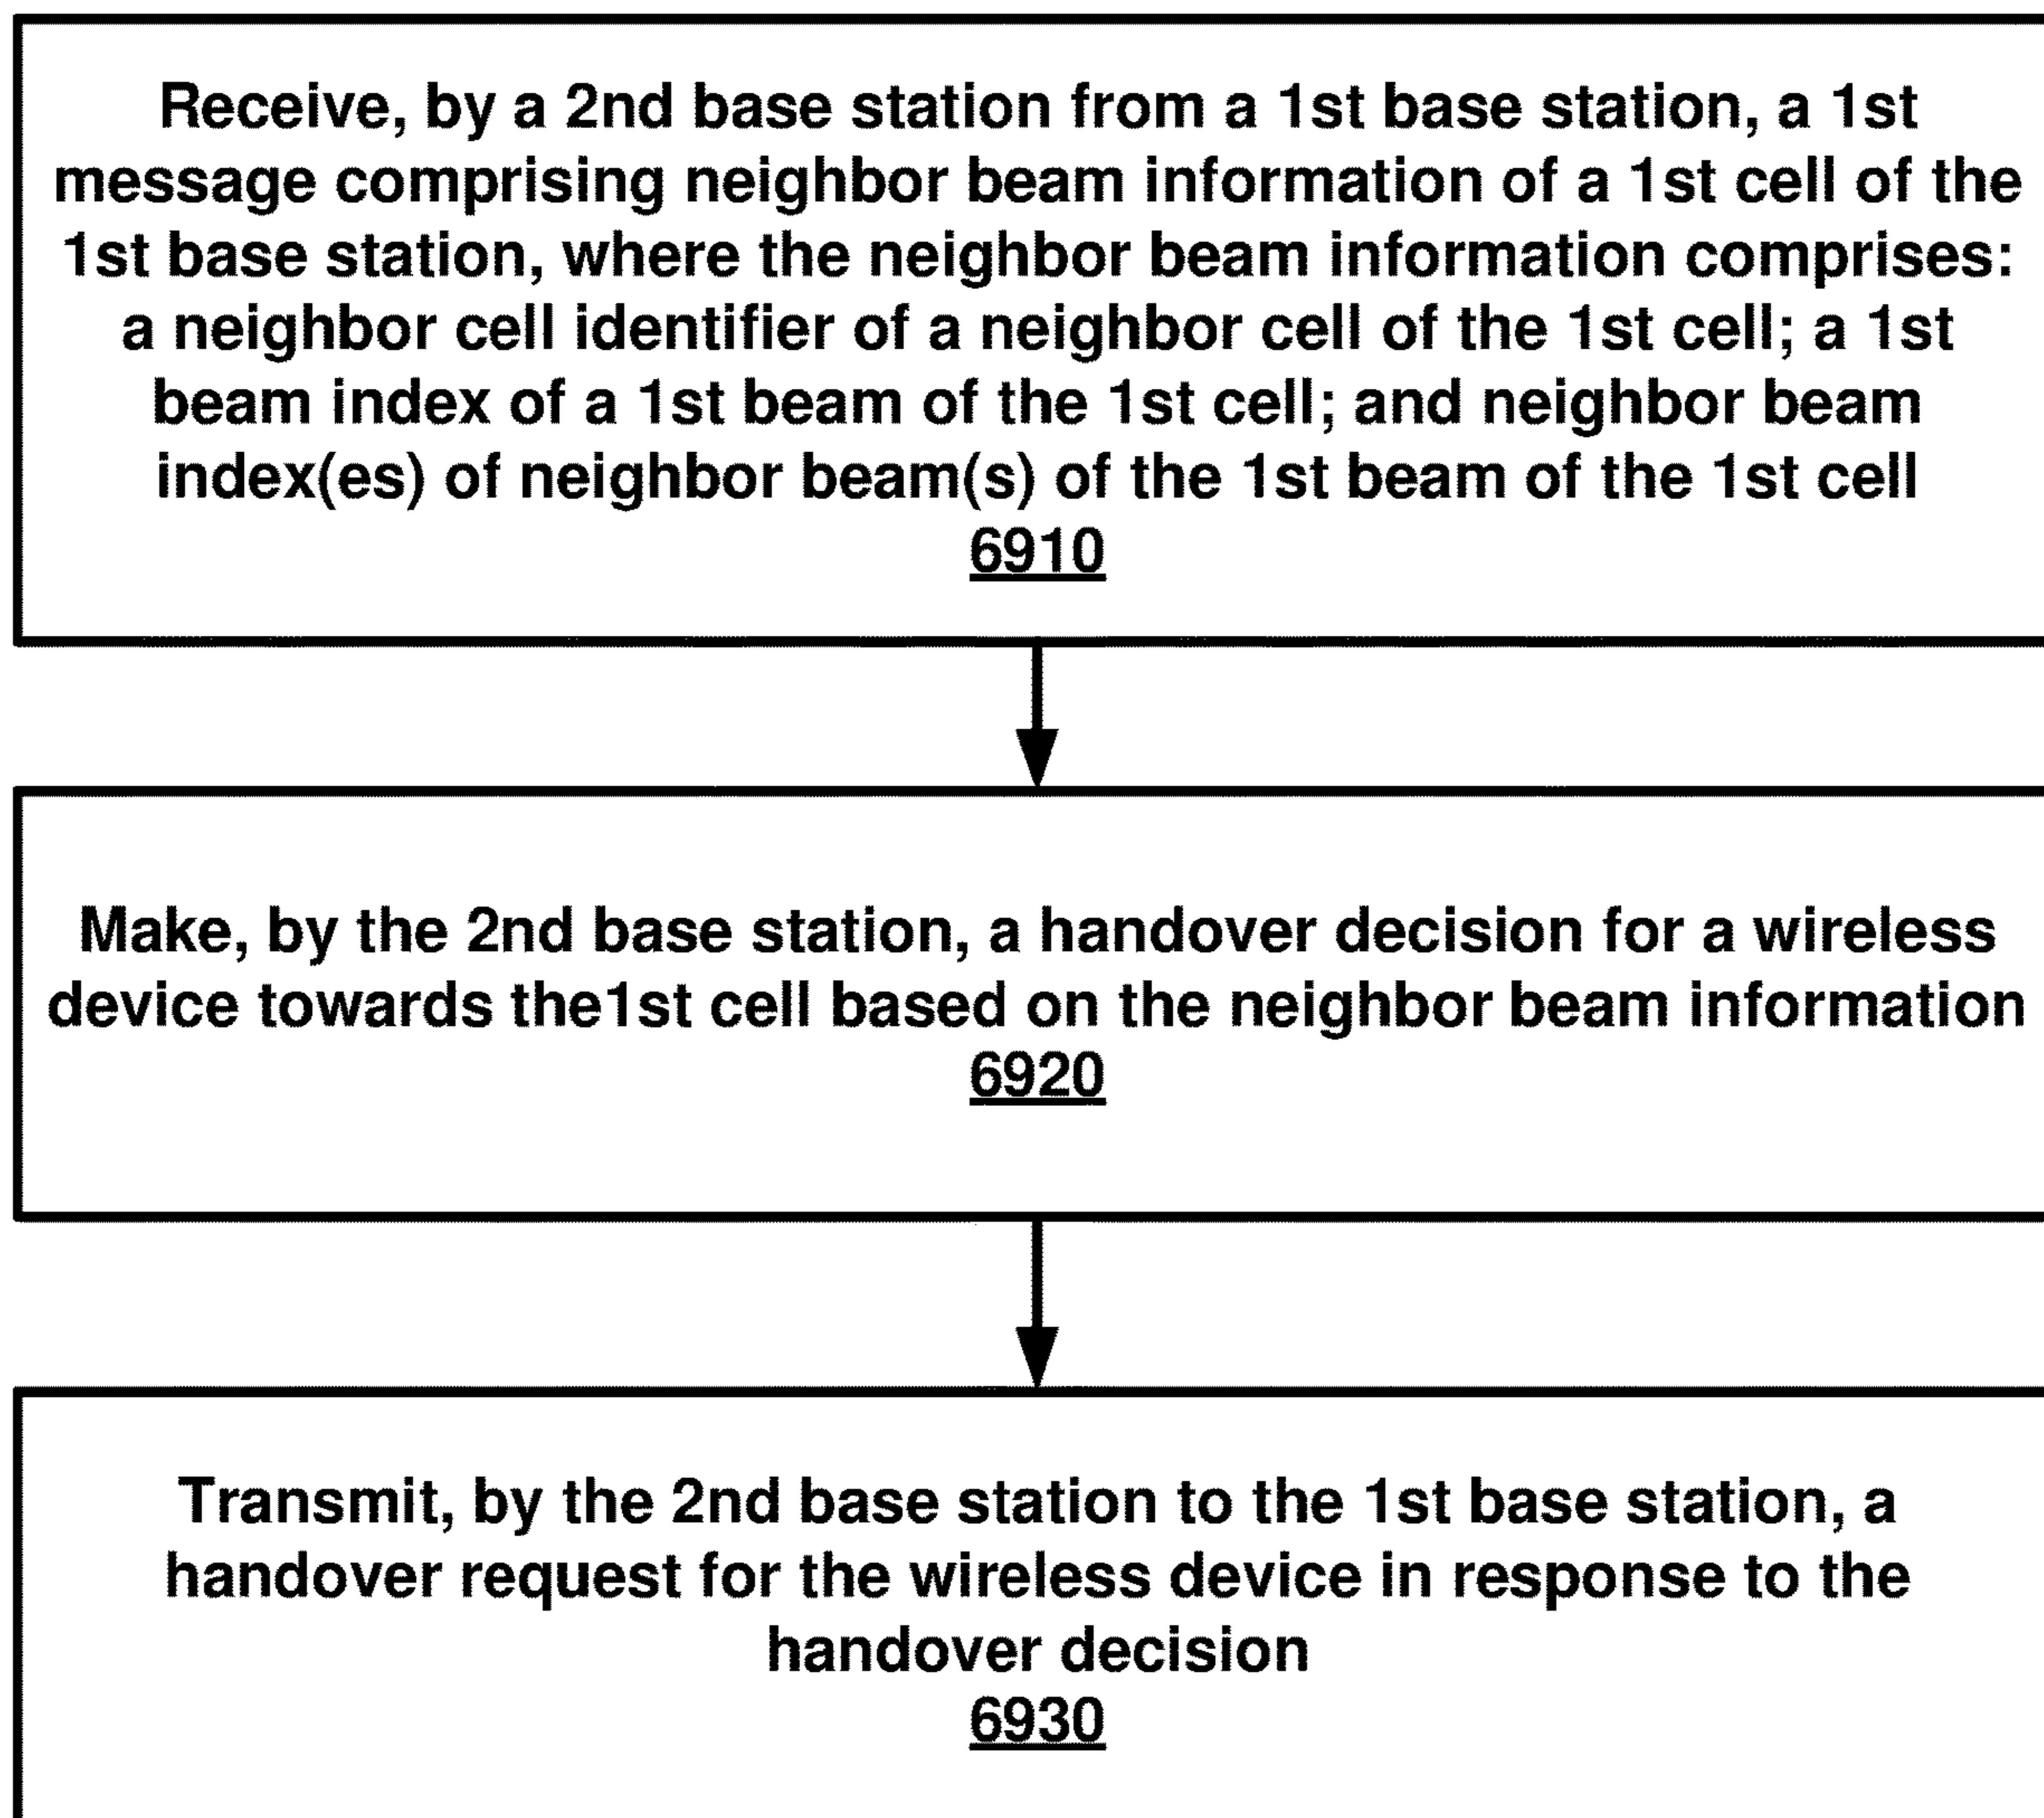 Receive, by a 2nd base station from a 1st base station, a 1st
message comprising neighbor beam information of a 1st cell of the
1st base station, where the neighbor beam information comprises:
a neighbor cell identifier of a neighbor cell of the 1st cell; a 1st
beam index of a 1st beam of the 1st cell; and neighbor beam
index(es) of neighbor beam(s) of the 1st beam of the 1st cell
6910
Make, by the 2nd base station, a handover decision for a wireless
device towards the1st cell based on the neighbor beam information
6920
Transmit, by the 2nd base station to the 1st base station, a
handover request for the wireless device in response to the
handover decision
6930